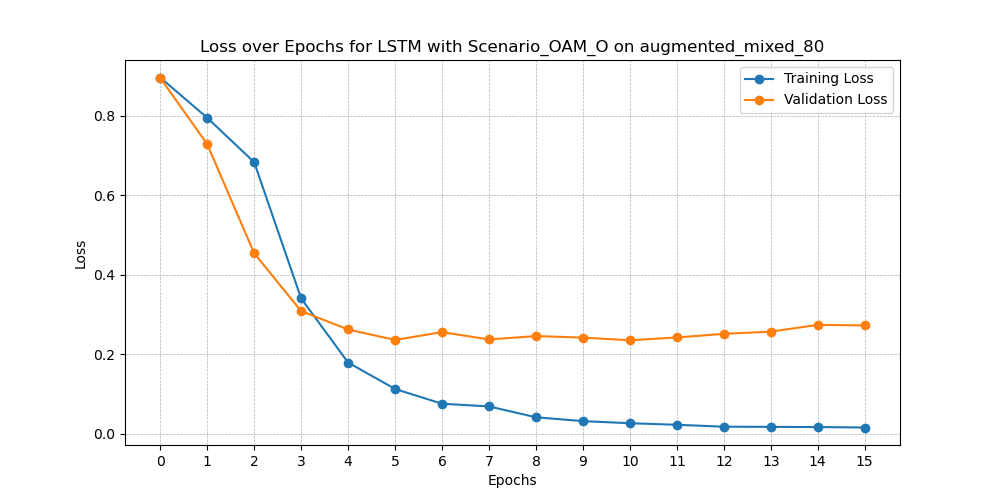 Loss over Epochs for LSTM with Scenario_OAM_O on augmented_mixed_80
Training Loss
Validation Loss
Loss
0.8
0.6
0.4
0.2
0.0
0 1 2 3 4 5 6 7 8 9 10 11 12 13 14 15
Epochs